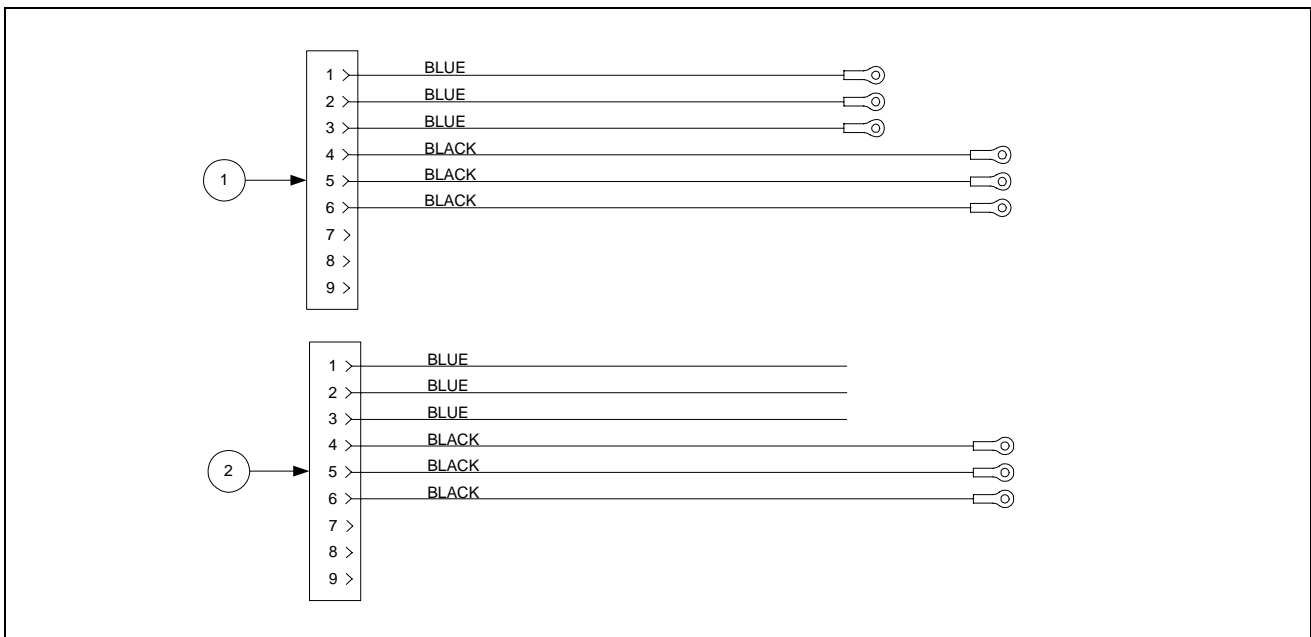 1 BLUE
2 BLUE
3 BLUE
4 BLACK
1 5 BLACK
6 BLACK
7
8
9
1 BLUE
2 BLUE
3 BLUE
4 BLACK
2 5 BLACK
6 BLACK
7
8
9